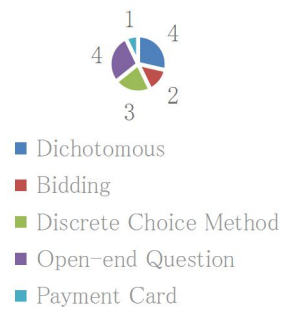 1
4
4
2
3
Dichotomous
Bidding
Discrete Choice Method
Open-end Question
Payment Card